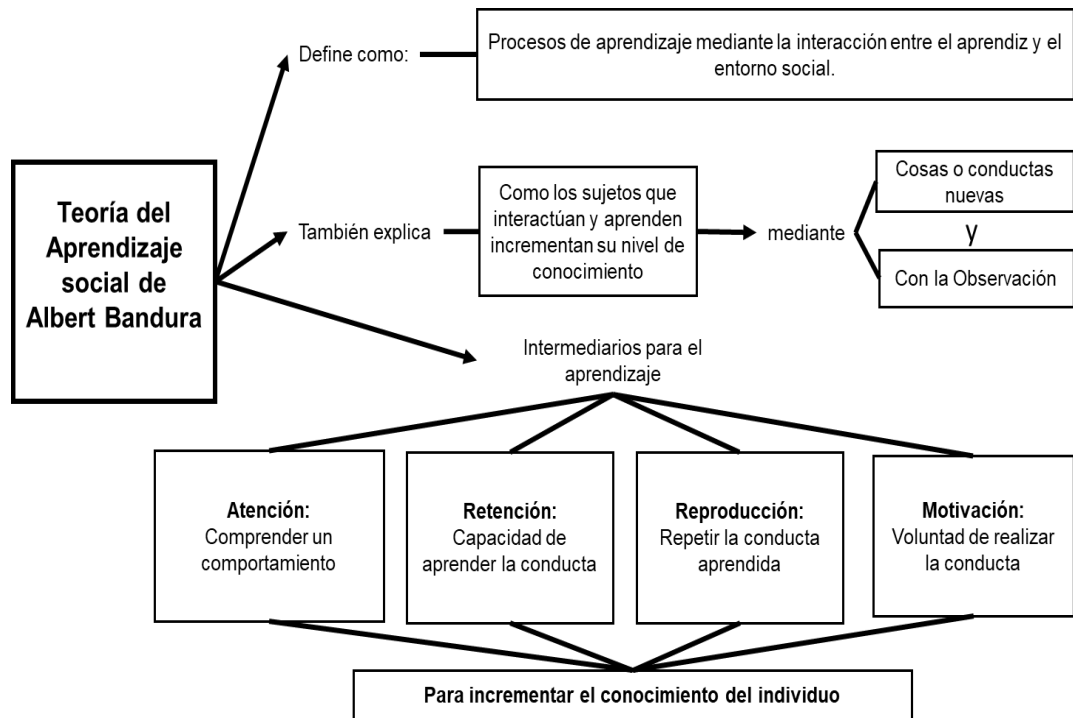 Teoría del
Aprendizaje
social de
Albert Bandura
Define como:
Procesos de aprendizaje mediante la interacción entre el aprendiz y el
entorno social.
También explica
Como los sujetos que
interactúan y aprenden
incrementan su nivel de
conocimiento
mediante
Cosas o conductas
nuevas
y
Con la Observación
Intermediarios para el
aprendizaje
Atención:
Comprender un
comportamiento
Retención:
Capacidad de
aprender la conducta
Reproducción:
Repetir la conducta
aprendida
Motivación:
Voluntad de realizar
la conducta
Para incrementar el conocimiento del individuo